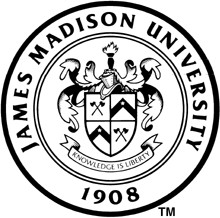 JAMES MADISON UNIVERSITY
KNOWLEDGE IS LIBERTY
1908
TM